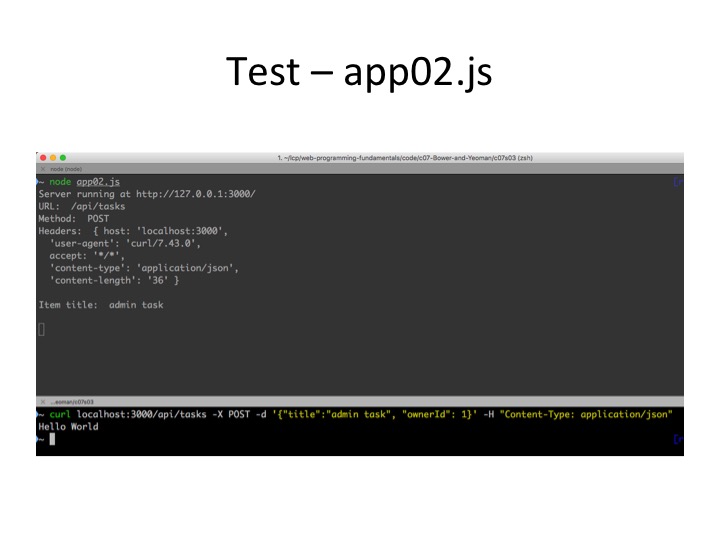 Test – app02.js
1. ~/lcp/web-programming-fundamentals/code/c07-Bower-and-Yeoman/c07s03 (zsh)
× node (node)
~ node app02.js
Server running at http://127.0.0.1:3000/
URL:  /api/tasks
Method:  POST
Headers:  { host: 'localhost:3000',
  'user-agent': 'curl/7.43.0',
  accept: '*/*',
  'content-type': 'application/json',
  'content-length': '36' }
Item title:  admin task
× ...eoman/c07s03
~ curl localhost:3000/api/tasks -X POST -d '{"title":"admin task", "ownerId": 1}' -H "Content-Type: application/json"
Hello World
~